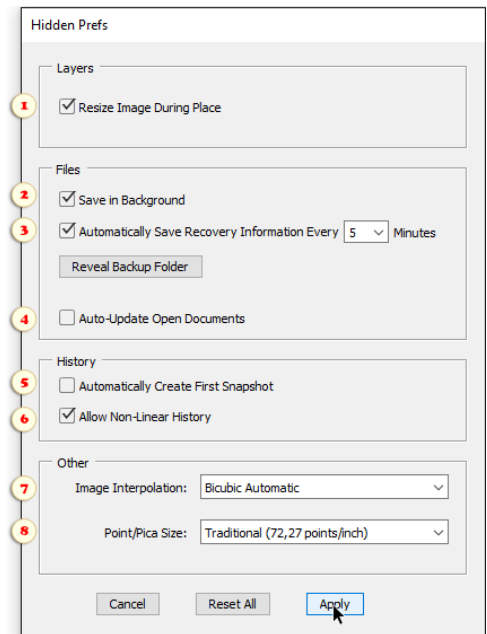 Hidden Prefs
Layers
1 Resize Image During Place
Files
2 Save in Background
3 Automatically Save Recovery Information Every 5 Minutes
Reveal Backup Folder
4 Auto-Update Open Documents
History
5 Automatically Create First Snapshot
6 Allow Non-Linear History
Other
7 Image Interpolation: Bicubic Automatic
8 Point/Pica Size: Traditional (72,27 points/inch)
Cancel Reset All Apply